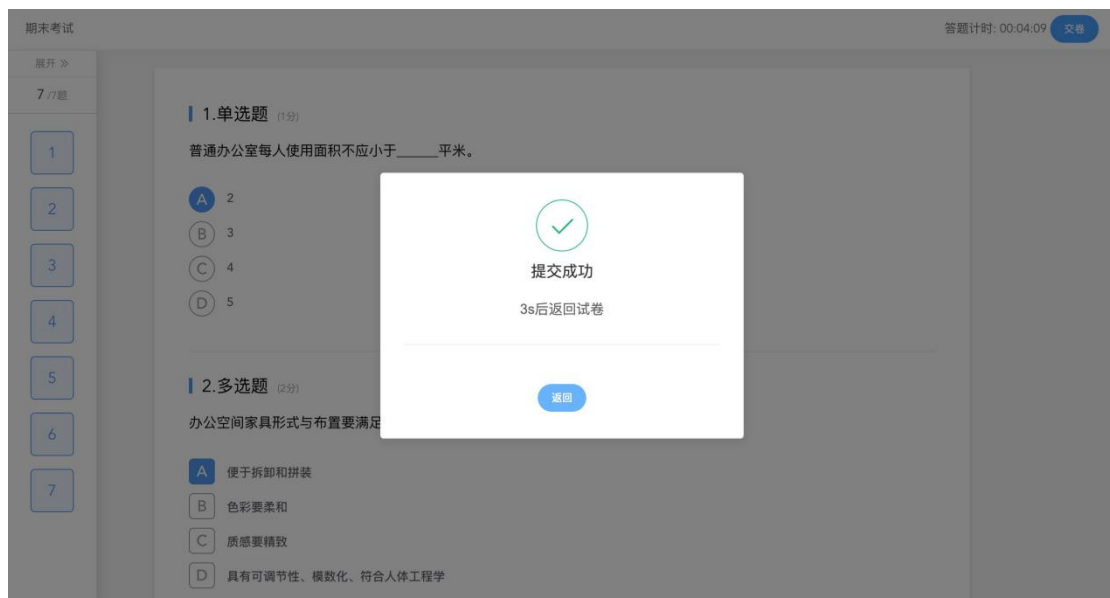 期末考试
答题计时: 00:04:09 交卷
展开 »
7 /7题
1
2
3
4
5
6
7
1.单选题 (1分)
普通办公室每人使用面积不应小于______平米。
A 2
B 3
C 4
D 5
2.多选题 (2分)
办公空间家具形式与布置要满足
A 便于拆卸和拼装
B 色彩要柔和
C 质感要精致
D 具有可调节性、模数化、符合人体工程学
提交成功
3s后返回试卷
返回